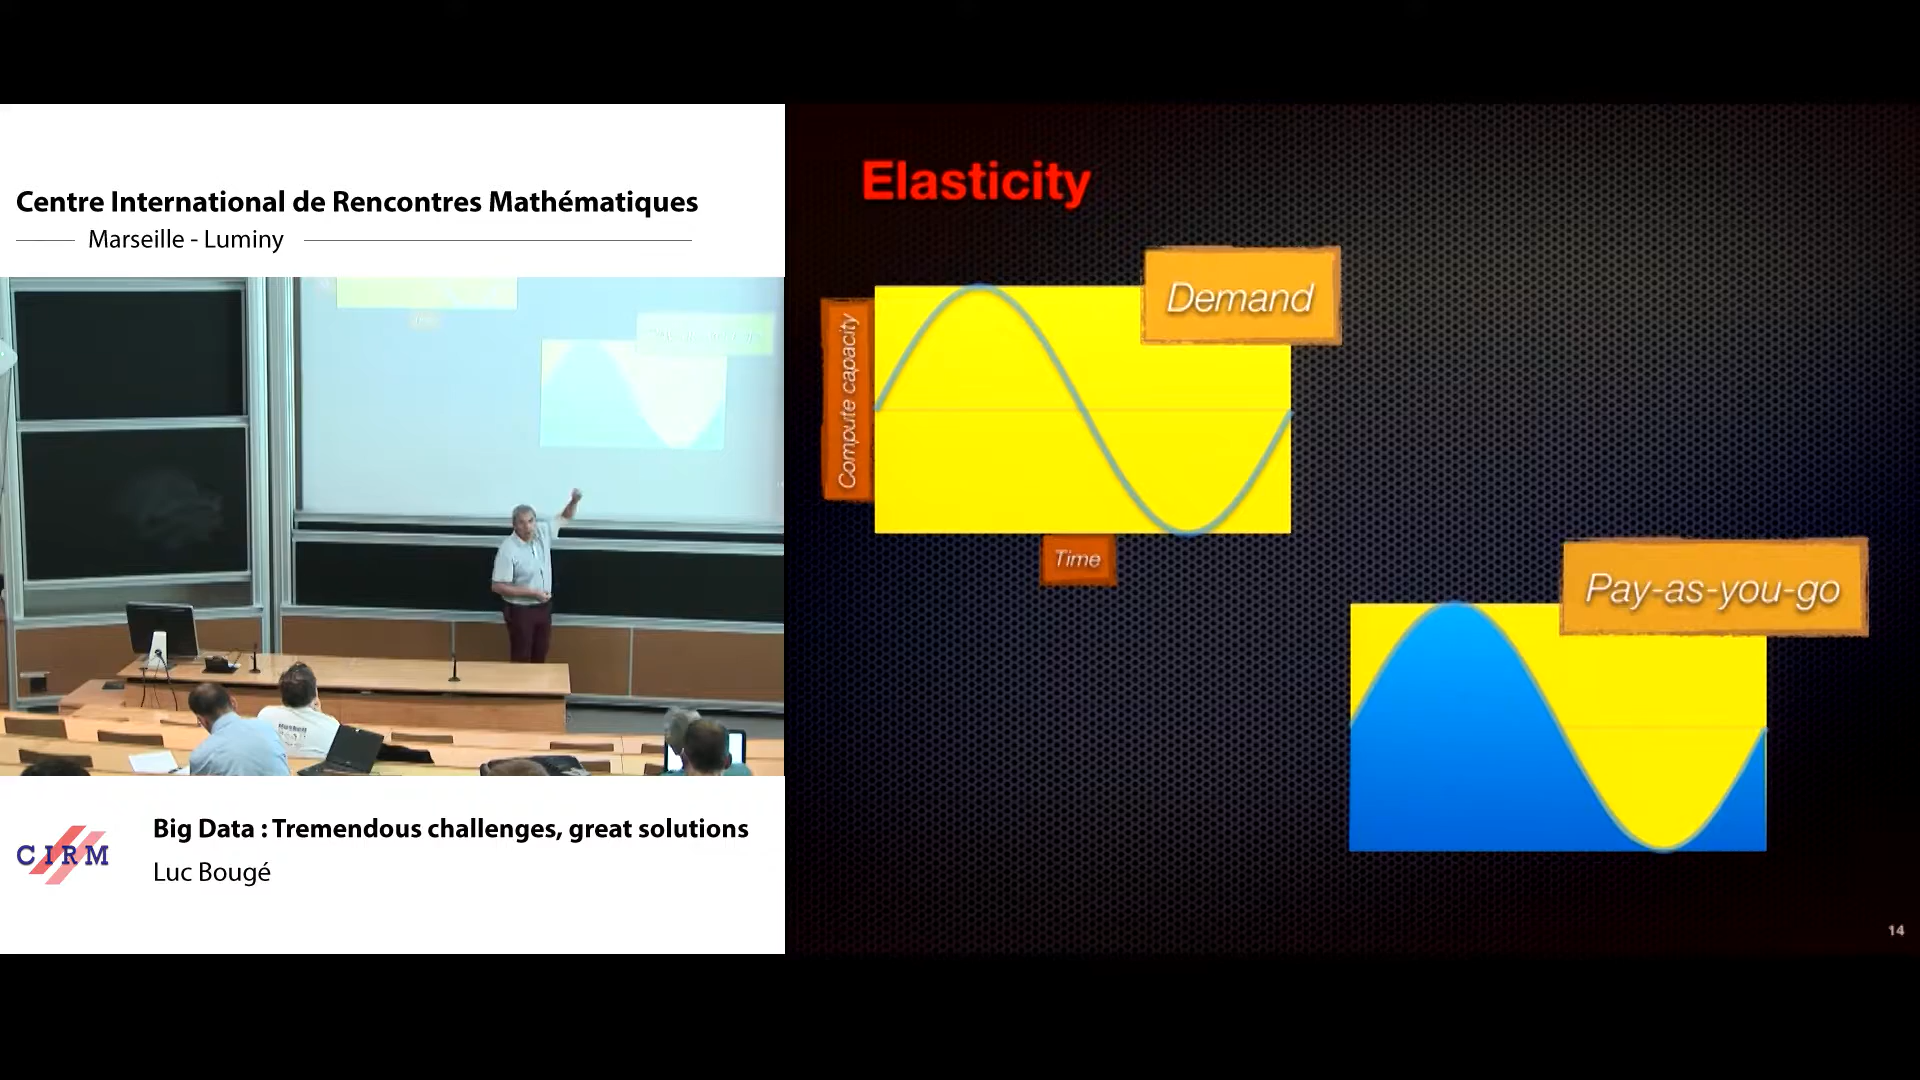 Centre International de Rencontres Mathématiques
Marseille - Luminy
CIRM
Big Data : Tremendous challenges, great solutions
Luc Bougé
Elasticity
Demand
Compute capacity
Time
Pay-as-you-go
14